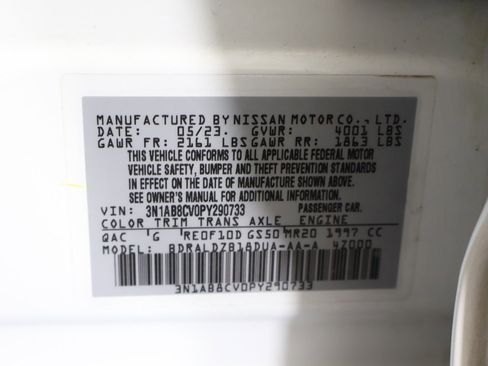 MANUFACTURED BY NISSAN MOTOR CO., LTD.
DATE: 05/23. GVWR: 4001 LBS
GAWR FR: 2161 LBS GAWR RR: 1863 LBS
THIS VEHICLE CONFORMS TO ALL APPLICABLE FEDERAL MOTOR
VEHICLE SAFETY, BUMPER AND THEFT PREVENTION STANDARDS
IN EFFECT ON THE DATE OF MANUFACTURE SHOWN ABOVE.
SEE OWNER'S MANUAL FOR ADDITIONAL INFORMATION.
VIN: 3N1AB8CV0PY290733 PASSENGER CAR.
COLOR TRIM TRANS AXLE ENGINE
QAC G RE0F10D GS50 MR20 1997 CC
MODEL: BDRALDZB18DUA-AA-A 4Z000
3N1AB8CV0PY290733